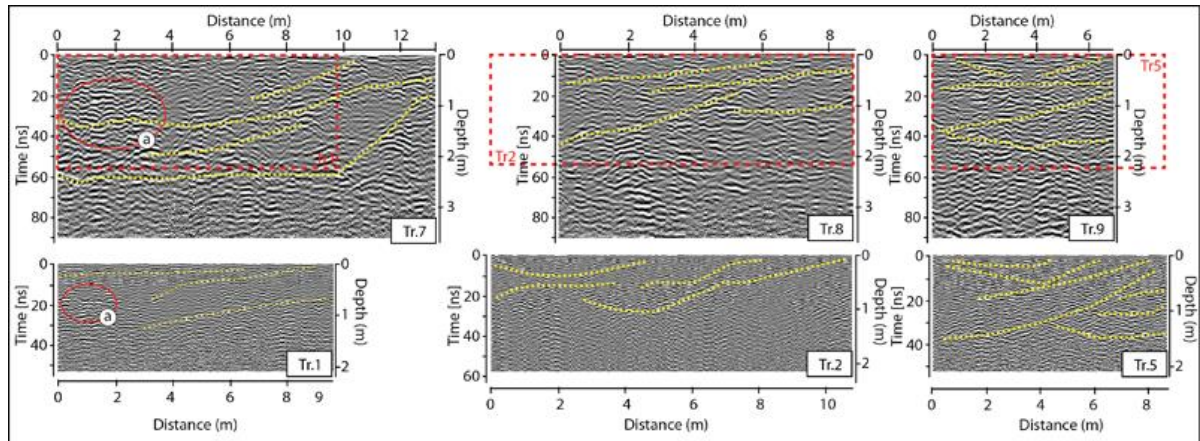 Distance (m)
Distance (m)
Distance (m)
0 2 4 6 8 10 12
0 2 4 6 8
0 2 4 6
Time [ns]
0
20
40
60
80
a
Tr.7
0
1
2
3
Depth (m)
Time [ns]
0
20
40
60
80
Tr2
Tr.8
0
1
2
3
Depth (m)
Time [ns]
0
20
40
60
80
Tr5
Tr.9
0
1
2
3
Depth (m)
Time [ns]
0
20
40
a
Tr.1
0
1
2
Depth (m)
0 2 4 6 8 9
Distance (m)
Time [ns]
0
20
40
60
Tr.2
0
1
2
Depth (m)
0 2 4 6 8 10
Distance (m)
Time [ns]
0
20
40
Tr.5
0
1
2
Depth (m)
0 2 4 6 8
Distance (m)